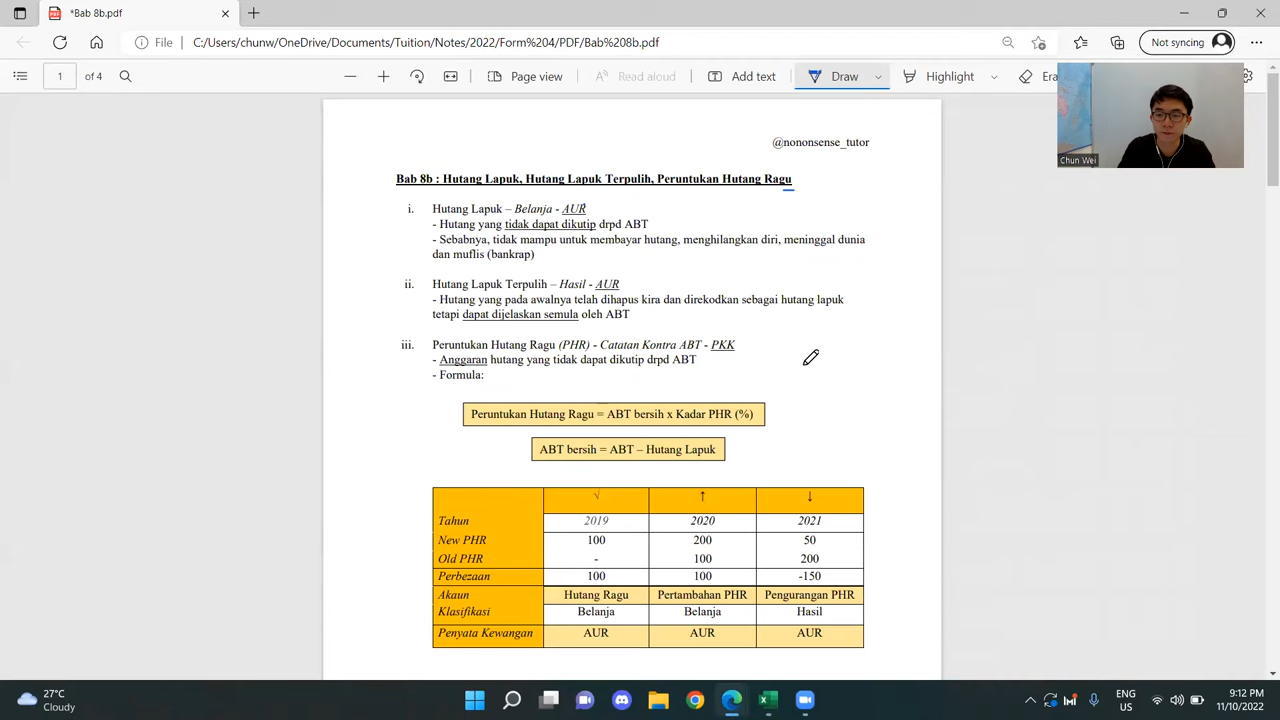 *Bab 8b.pdf
File
C:/Users/chunw/OneDrive/Documents/Tuition/Notes/2022/Form%204/PDF/Bab%208b.pdf
Not syncing
1 of 4
Page view
Read aloud
Add text
Draw
Highlight
Era
Chun Wei
@nononsense_tutor
Bab 8b : Hutang Lapuk, Hutang Lapuk Terpulih, Peruntukan Hutang Ragu
i. Hutang Lapuk – Belanja - AUR
- Hutang yang tidak dapat dikutip drpd ABT
- Sebabnya, tidak mampu untuk membayar hutang, menghilangkan diri, meninggal dunia
dan muflis (bankrap)
ii. Hutang Lapuk Terpulih – Hasil - AUR
- Hutang yang pada awalnya telah dihapus kira dan direkodkan sebagai hutang lapuk
tetapi dapat dijelaskan semula oleh ABT
iii. Peruntukan Hutang Ragu (PHR) - Catatan Kontra ABT - PKK
- Anggaran hutang yang tidak dapat dikutip drpd ABT
- Formula:
Peruntukan Hutang Ragu = ABT bersih x Kadar PHR (%)
ABT bersih = ABT – Hutang Lapuk
√ ↑ ↓
Tahun 2019 2020 2021
New PHR 100 200 50
Old PHR - 100 200
Perbezaan 100 100 -150
Akaun Hutang Ragu Pertambahan PHR Pengurangan PHR
Klasifikasi Belanja Belanja Hasil
Penyata Kewangan AUR AUR AUR
27°C
Cloudy
ENG
US
9:12 PM
11/10/2022